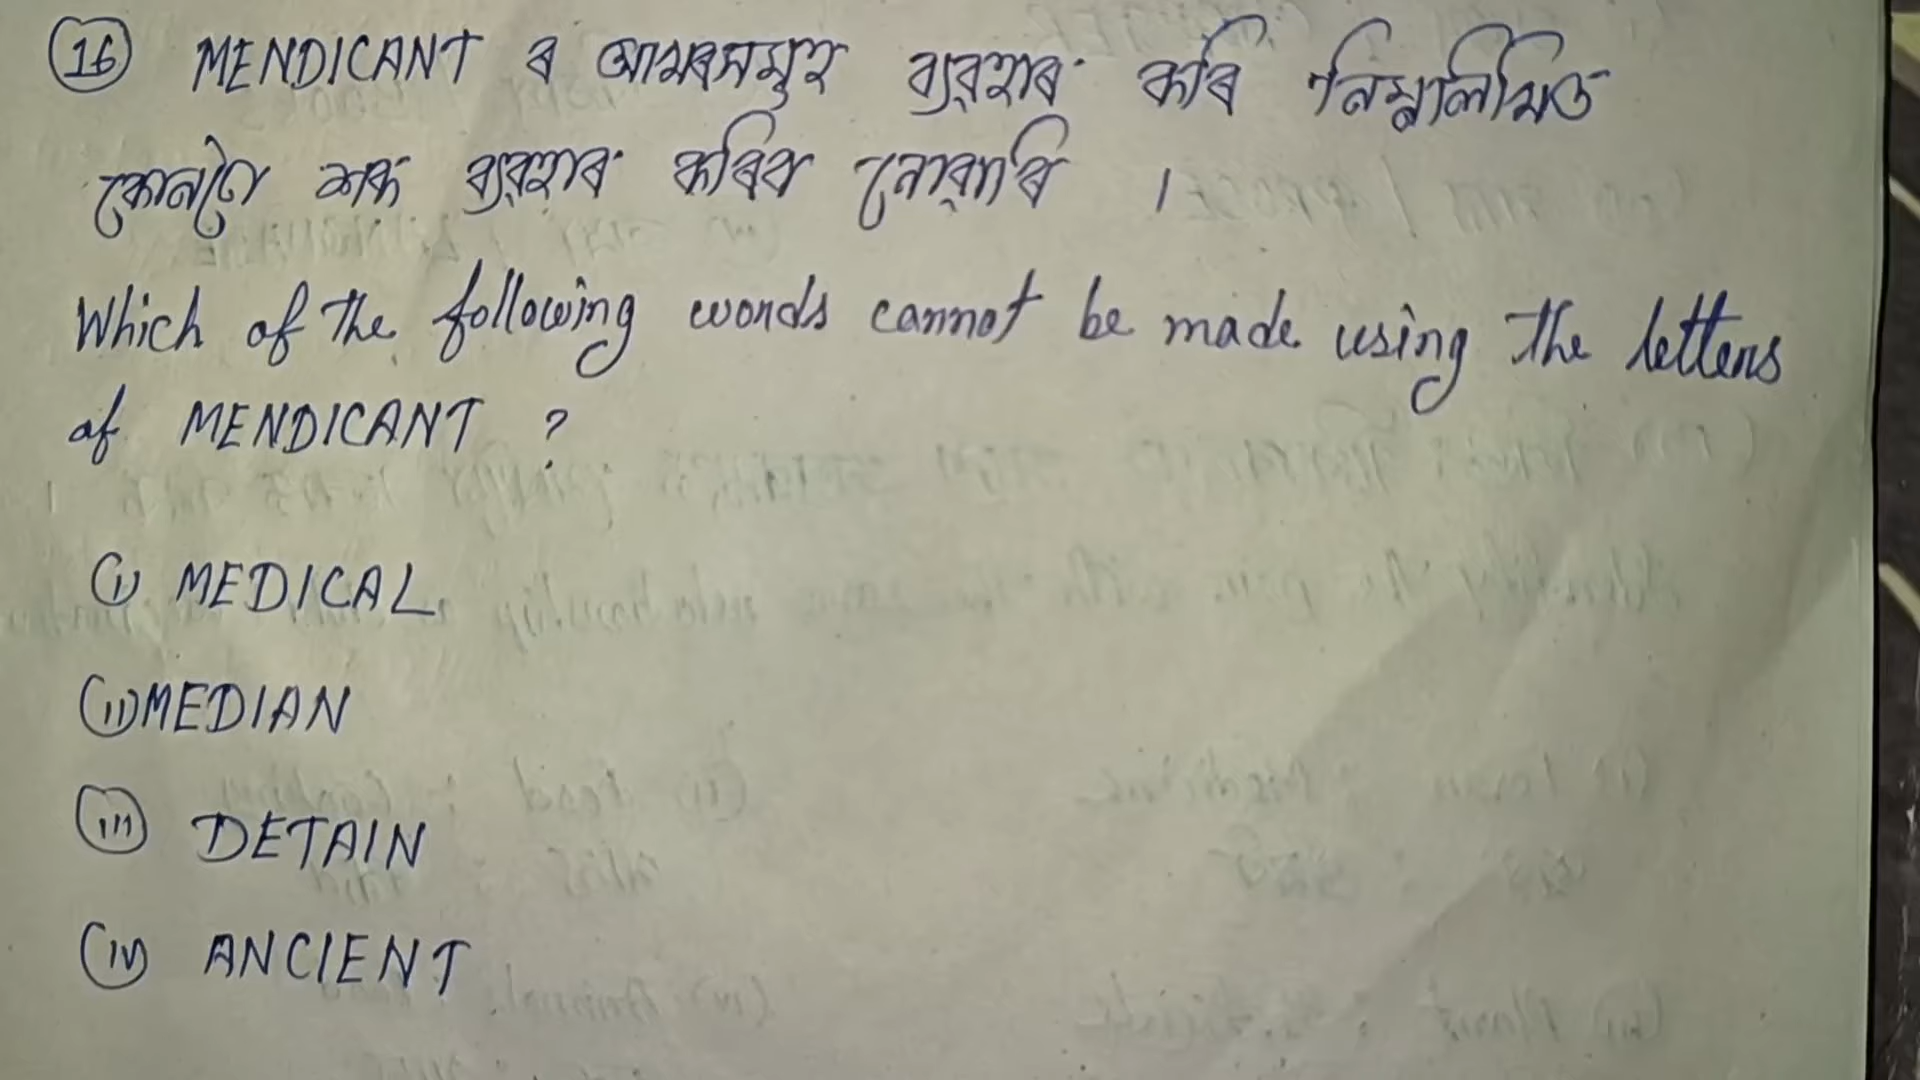 16 MENDICANT ৰ আখৰসমূহ ব্যৱহাৰ কৰি নিম্নলিখিত
কোনটো শব্দ ব্যৱহাৰ কৰিব নোৱাৰি ।
Which of the following words cannot be made using the letters
of MENDICANT ?
(i) MEDICAL
(ii) MEDIAN
(iii) DETAIN
(iv) ANCIENT